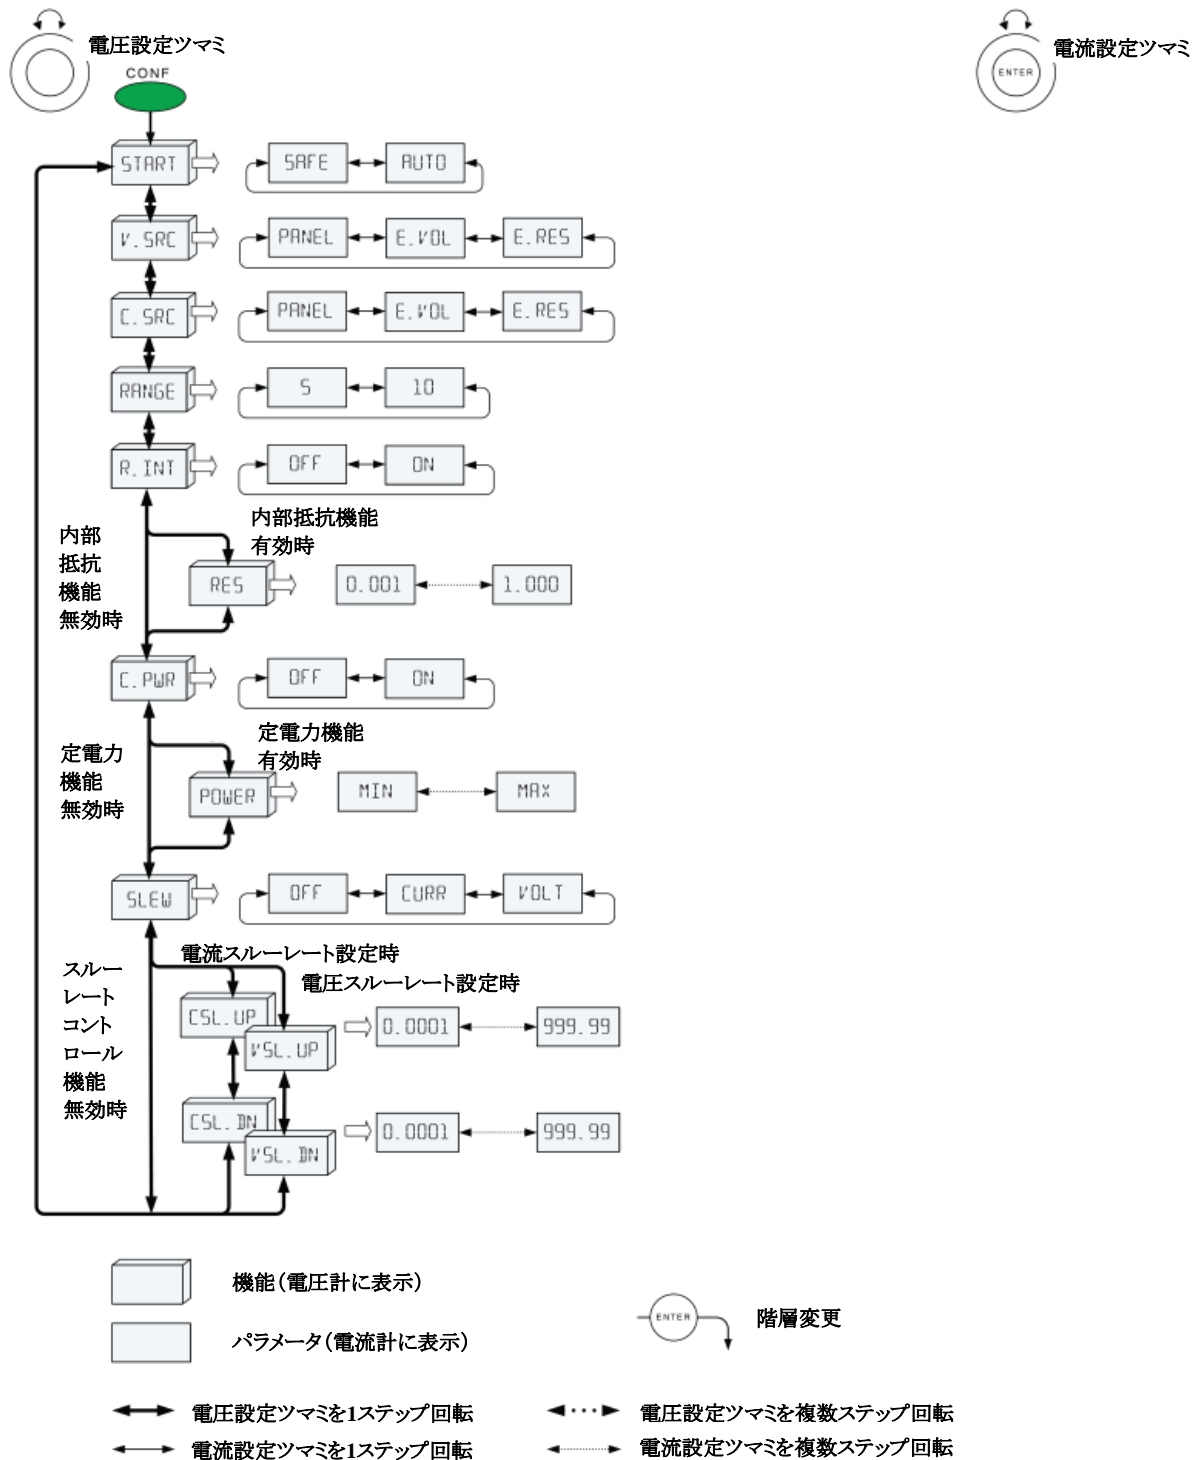 電圧設定ツマミ
電流設定ツマミ
CONF
ENTER
START
SAFE
AUTO
V.SRC
PANEL
E.VOL
E.RES
C.SRC
PANEL
E.VOL
E.RES
RANGE
5
10
R.INT
OFF
ON
内部
抵抗
機能
無効時
内部抵抗機能
有効時
RES
0.001
1.000
C.PWR
OFF
ON
定電力
機能
無効時
定電力機能
有効時
POWER
MIN
MAX
SLEW
OFF
CURR
VOLT
スルー
レート
コント
ロール
機能
無効時
電流スルーレート設定時
電圧スルーレート設定時
CSL.UP
VSL.UP
0.0001
999.99
CSL.DN
VSL.DN
0.0001
999.99
機能（電圧計に表示）
パラメータ（電流計に表示）
ENTER
階層変更
電圧設定ツマミを1ステップ回転
電圧設定ツマミを複数ステップ回転
電流設定ツマミを1ステップ回転
電流設定ツマミを複数ステップ回転